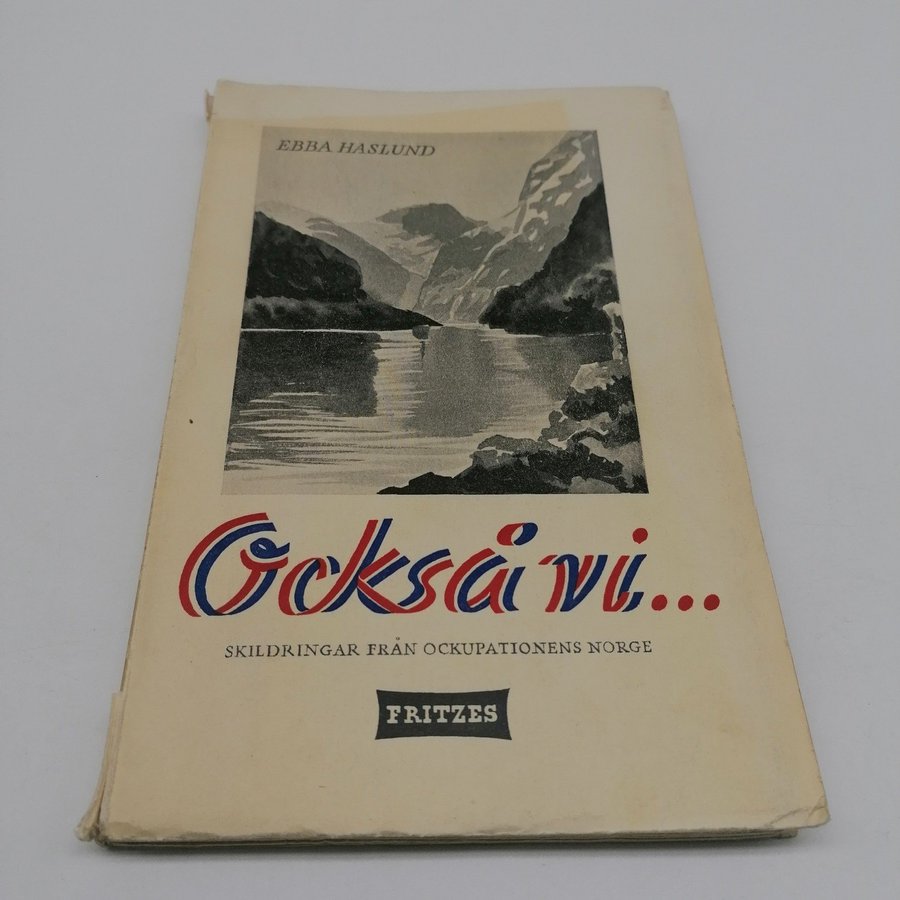 EBBA HASLUND
Också vi...
SKILDRINGAR FRÅN OCKUPATIONENS NORGE
FRITZES